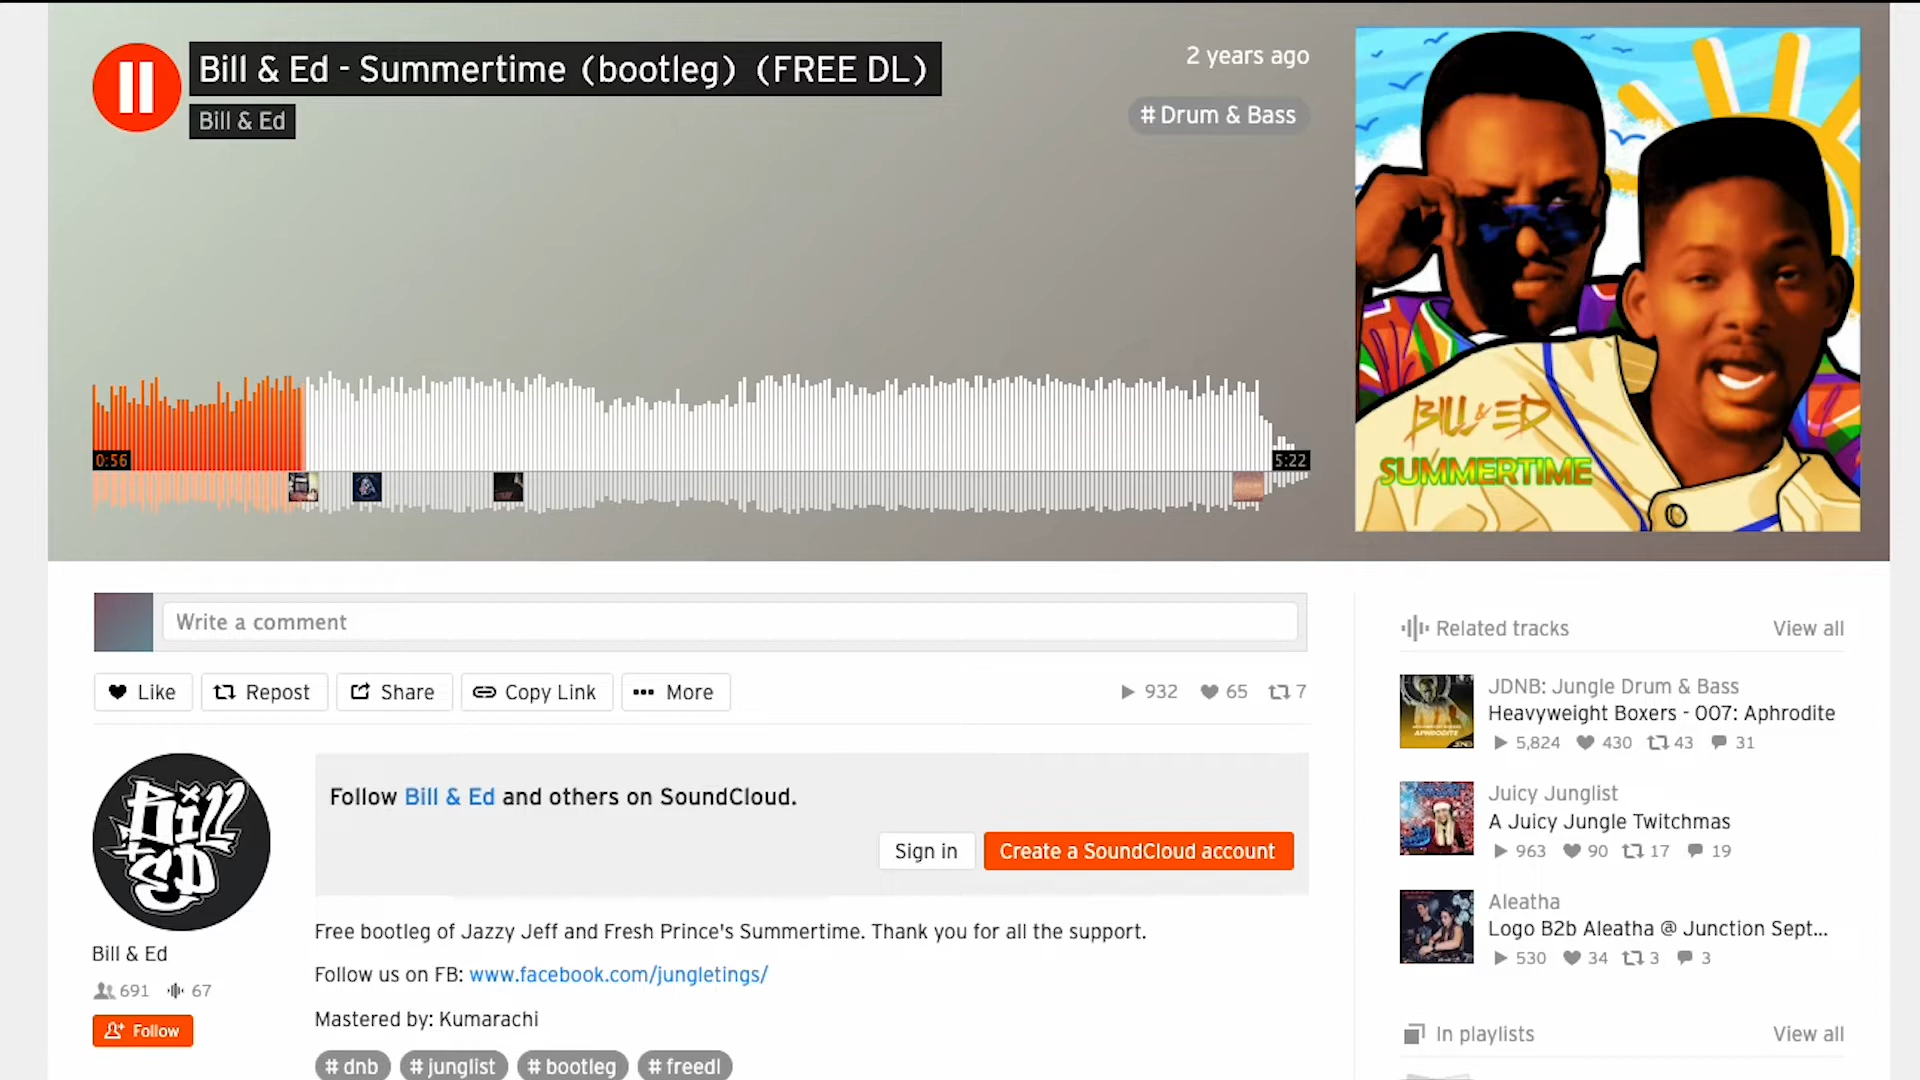 Bill & Ed - Summertime (bootleg) (FREE DL)
Bill & Ed
2 years ago
# Drum & Bass
0:56
5:22
BILL & ED
SUMMERTIME
Write a comment
Like
Repost
Share
Copy Link
More
932
65
7
Bill + ED
Bill & Ed
691
67
Follow
Follow Bill & Ed and others on SoundCloud.
Sign in
Create a SoundCloud account
Free bootleg of Jazzy Jeff and Fresh Prince's Summertime. Thank you for all the support.
Follow us on FB: www.facebook.com/jungletings/
Mastered by: Kumarachi
# dnb
# junglist
# bootleg
# freedl
Related tracks
View all
APHRODITE
JDNB: Jungle Drum & Bass
Heavyweight Boxers - 007: Aphrodite
5,824
430
43
31
Juicy Junglist
A Juicy Jungle Twitchmas
963
90
17
19
Aleatha
Logo B2b Aleatha @ Junction Sept...
530
34
3
3
In playlists
View all